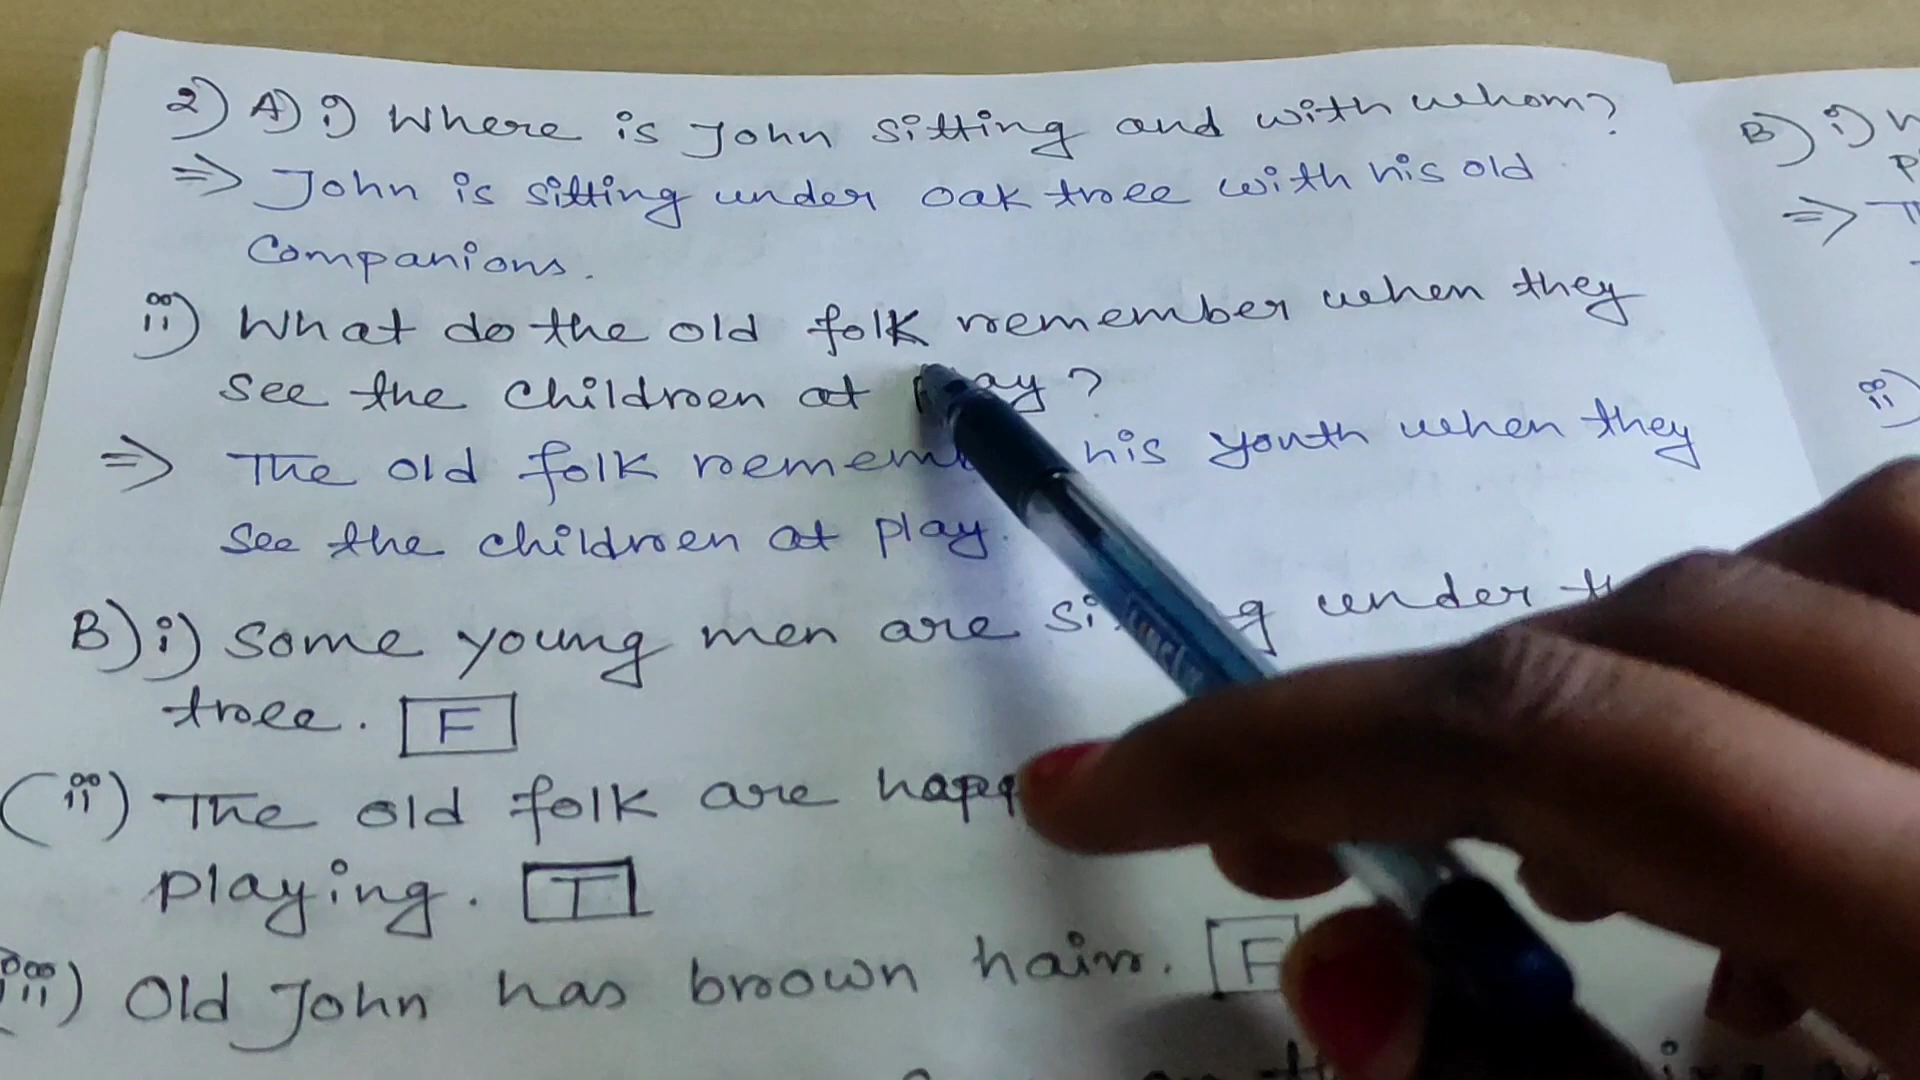 2) A) i) Where is John sitting and with whom?
=> John is sitting under oak tree with his old
companions.
ii) What do the old folk remember when they
see the children at play?
=> The old folk his youth when they
see the children at play.
B) i) Some young men are under
tree. F
(ii) The old folk are
playing. T
iii) Old John has brown hair. F
B) i)
=>
ii)